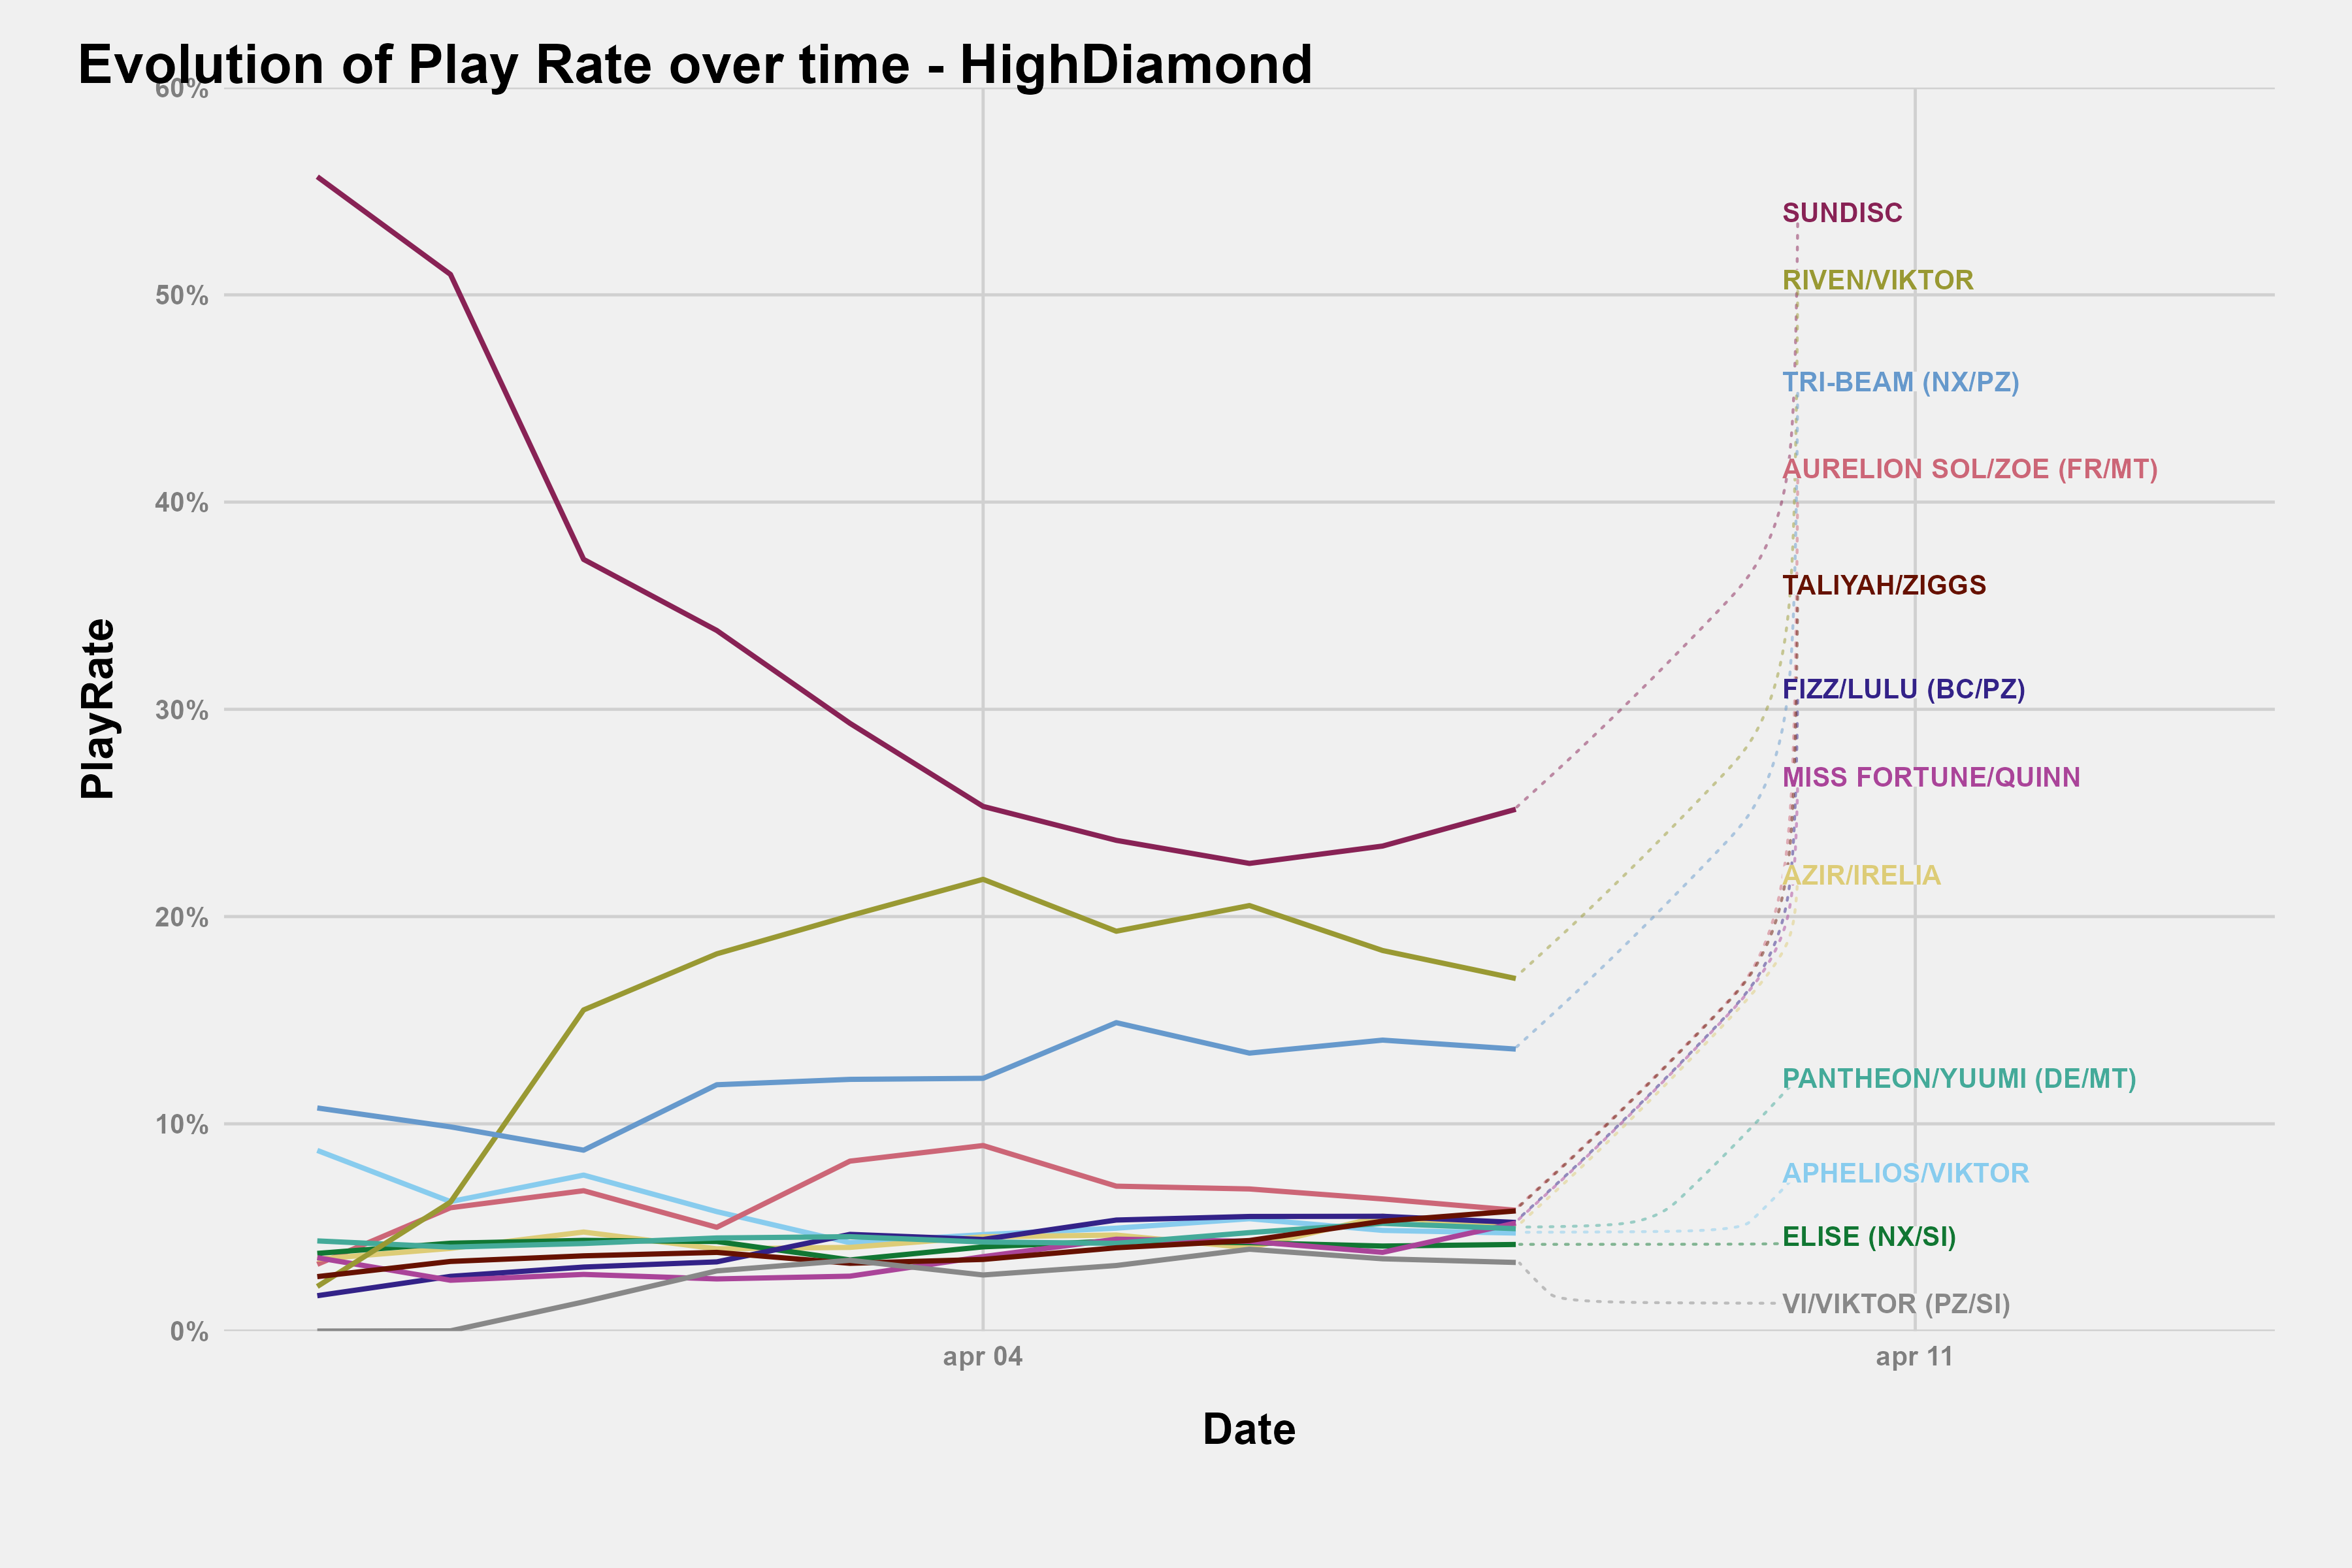 Evolution of Play Rate over time - HighDiamond
60%
50%
40%
30%
20%
10%
0%
PlayRate
SUNDISC
RIVEN/VIKTOR
TRI-BEAM (NX/PZ)
AURELION SOL/ZOE (FR/MT)
TALIYAH/ZIGGS
FIZZ/LULU (BC/PZ)
MISS FORTUNE/QUINN
AZIR/IRELIA
PANTHEON/YUUMI (DE/MT)
APHELIOS/VIKTOR
ELISE (NX/SI)
VI/VIKTOR (PZ/SI)
apr 04
apr 11
Date